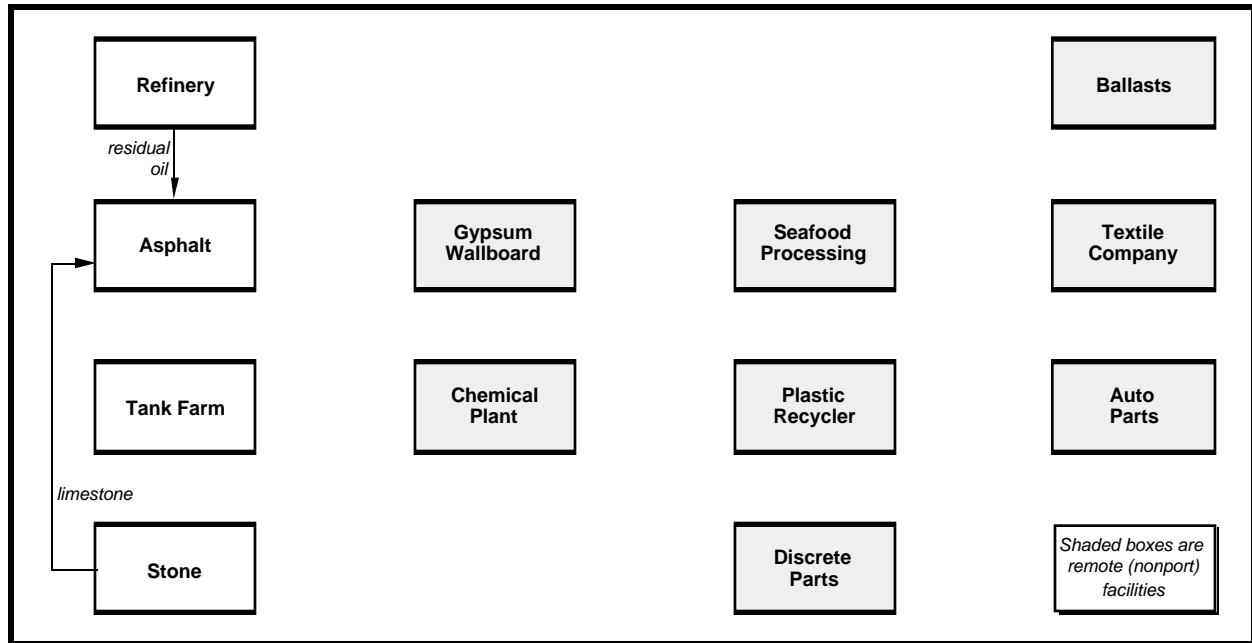 Refinery
Ballasts
residual
oil
Asphalt
Gypsum
Wallboard
Seafood
Processing
Textile
Company
Tank Farm
Chemical
Plant
Plastic
Recycler
Auto
Parts
limestone
Stone
Discrete
Parts
Shaded boxes are
remote (nonport)
facilities